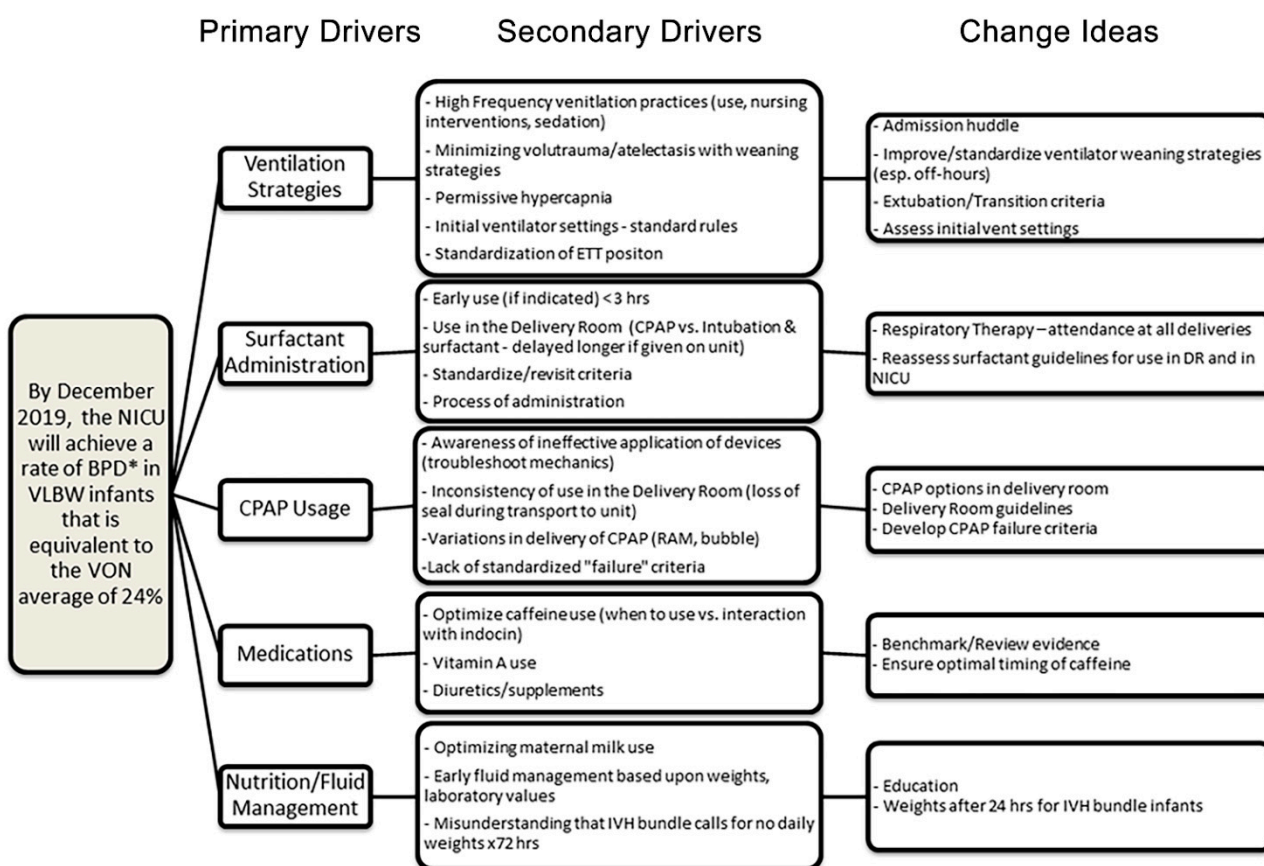 Primary Drivers
Secondary Drivers
Change Ideas
By December
2019, the NICU
will achieve a
rate of BPD* in
VLBW infants
that is
equivalent to
the VON
average of 24%
Ventilation
Strategies
- High Frequency venitlation practices (use, nursing
interventions, sedation)
- Minimizing volutrauma/atelectasis with weaning
strategies
- Permissive hypercapnia
- Initial ventilator settings - standard rules
- Standardization of ETT positon
- Admission huddle
- Improve/standardize ventilator weaning strategies
(esp. off-hours)
- Extubation/Transition criteria
- Assess initial vent settings
Surfactant
Administration
- Early use (if indicated) <3 hrs
- Use in the Delivery Room (CPAP vs. Intubation &
surfactant - delayed longer if given on unit)
- Standardize/revisit criteria
- Process of administration
- Respiratory Therapy – attendance at all deliveries
- Reassess surfactant guidelines for use in DR and in
NICU
CPAP Usage
- Awareness of ineffective application of devices
(troubleshoot mechanics)
- Inconsistency of use in the Delivery Room (loss of
seal during transport to unit)
-Variations in delivery of CPAP (RAM, bubble)
-Lack of standardized "failure" criteria
- CPAP options in delivery room
- Delivery Room guidelines
- Develop CPAP failure criteria
Medications
- Optimize caffeine use (when to use vs. interaction
with indocin)
- Vitamin A use
- Diuretics/supplements
- Benchmark/Review evidence
- Ensure optimal timing of caffeine
Nutrition/Fluid
Management
- Optimizing maternal milk use
- Early fluid management based upon weights,
laboratory values
- Misunderstanding that IVH bundle calls for no daily
weights x72 hrs
- Education
- Weights after 24 hrs for IVH bundle infants